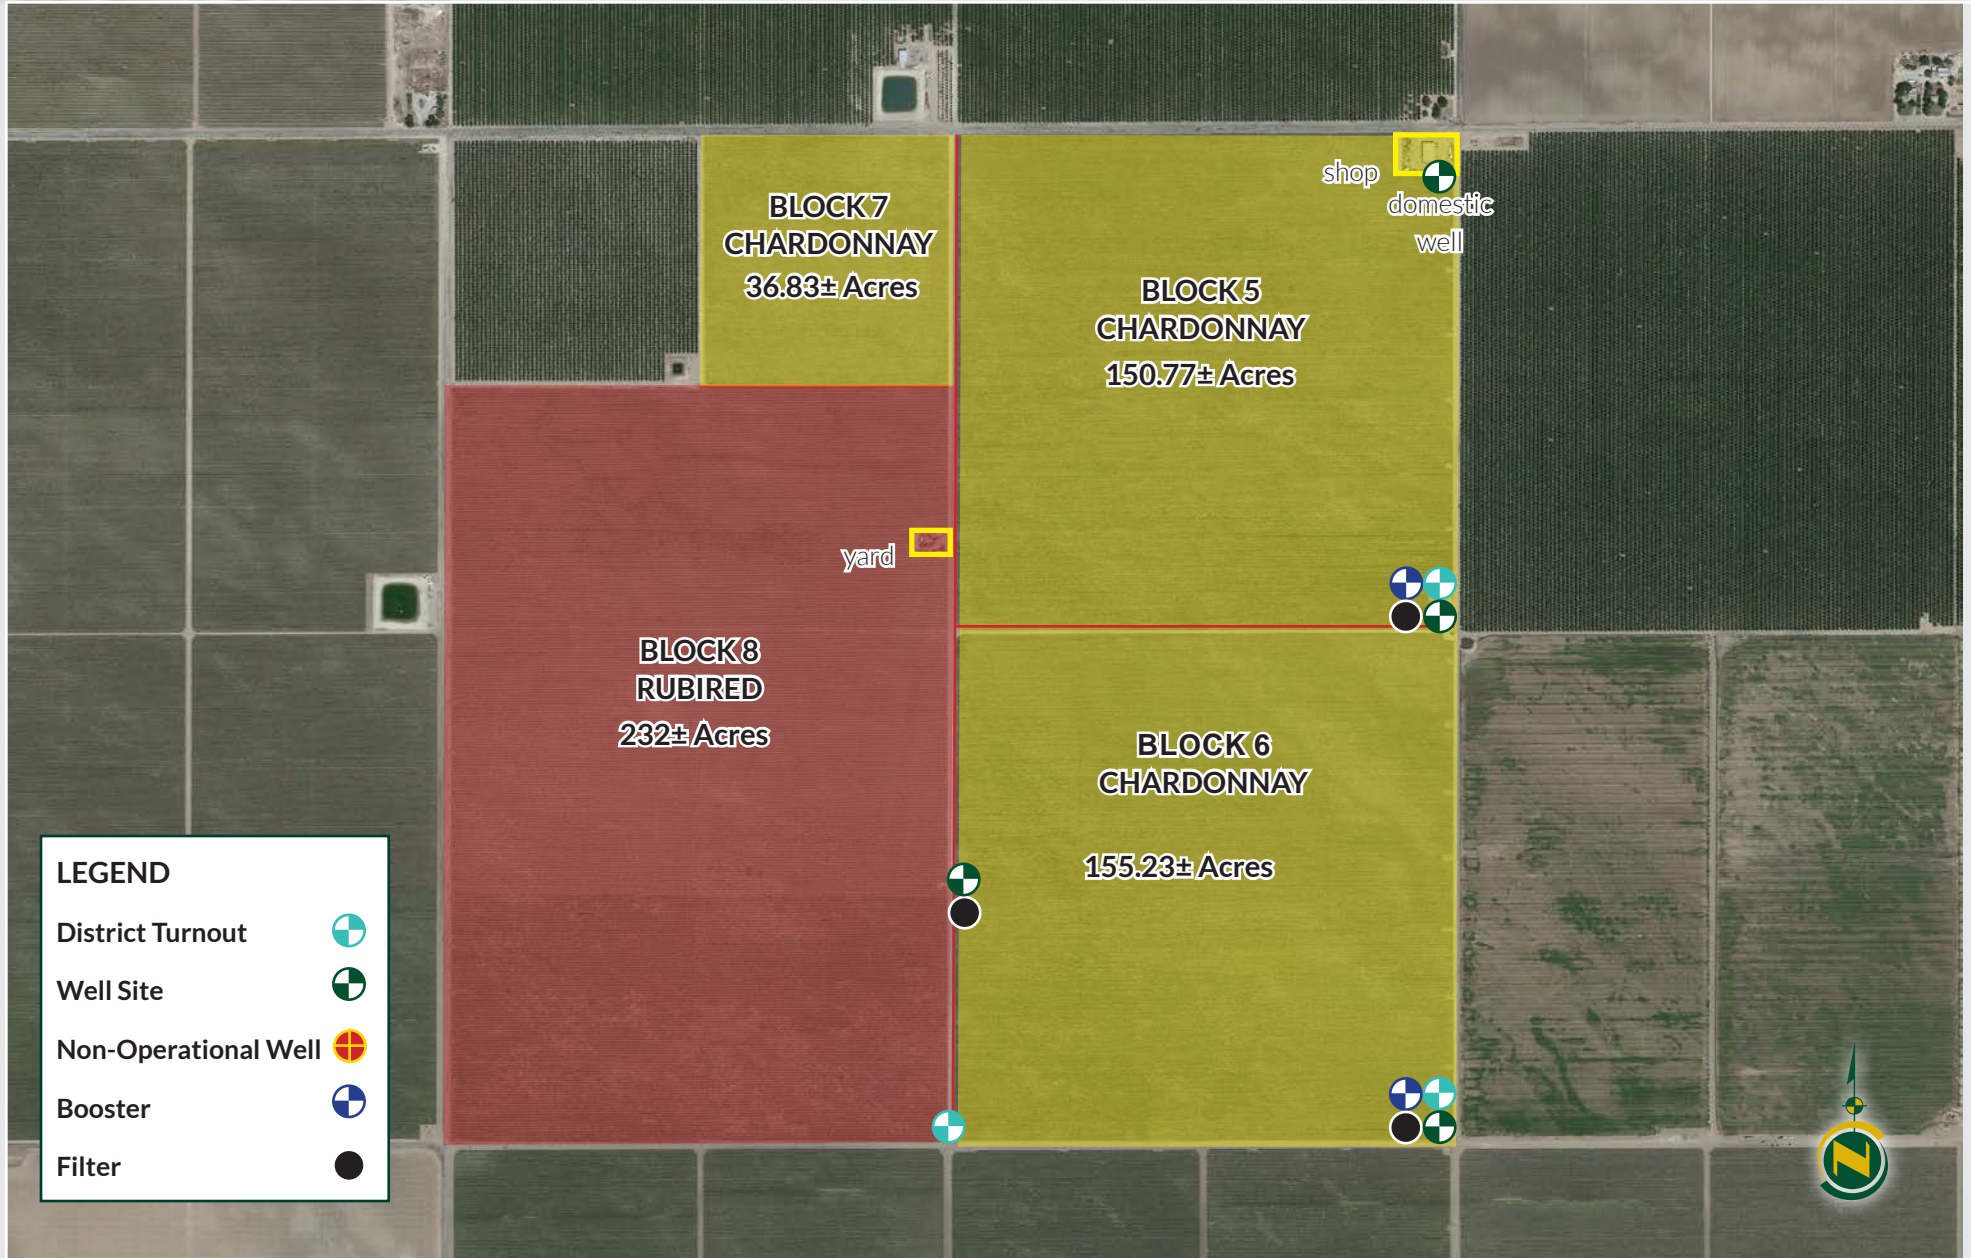 BLOCK 7
CHARDONNAY
36.83± Acres
shop
domestic
well
BLOCK 5
CHARDONNAY
150.77± Acres
yard
BLOCK 8
RUBIRED
232± Acres
BLOCK 6
CHARDONNAY
155.23± Acres
LEGEND
District Turnout
Well Site
Non-Operational Well
Booster
Filter
N